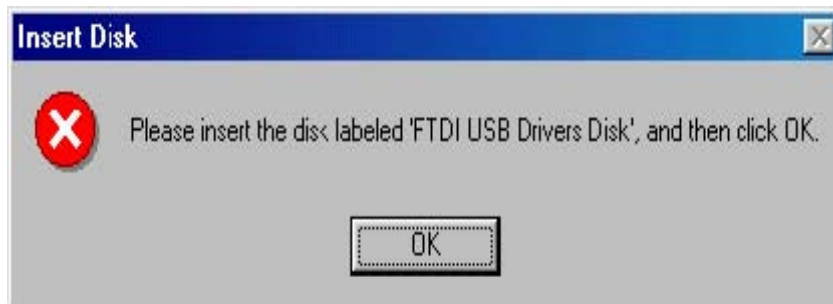 Insert Disk
Please insert the disk labeled 'FTDI USB Drivers Disk', and then click OK.
OK